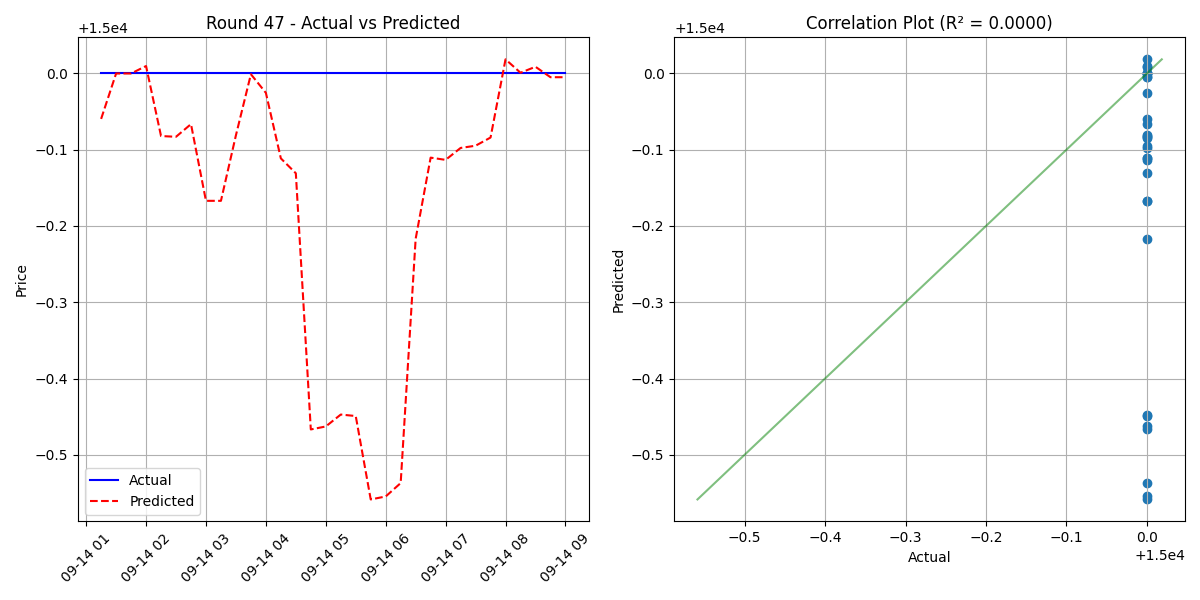 Round 47 - Actual vs Predicted
+1.5e4
0.0
−0.1
−0.2
−0.3
−0.4
−0.5
Price
Actual
Predicted
09-14 01
09-14 02
09-14 03
09-14 04
09-14 05
09-14 06
09-14 07
09-14 08
09-14 09
Correlation Plot (R² = 0.0000)
+1.5e4
0.0
−0.1
−0.2
−0.3
−0.4
−0.5
Predicted
−0.5
−0.4
−0.3
−0.2
−0.1
0.0
Actual
+1.5e4